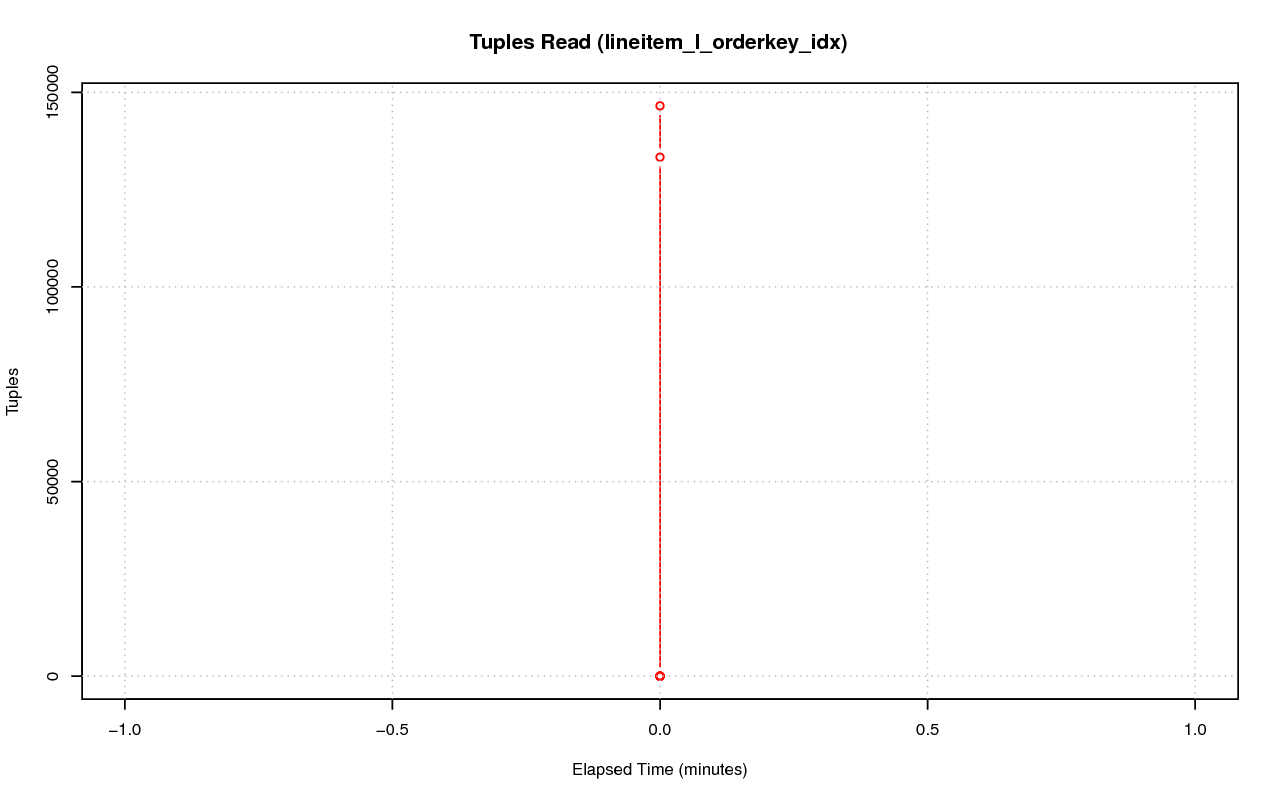 Tuples Read (lineitem_l_orderkey_idx)
150000
100000
50000
0
Tuples
−1.0 −0.5 0.0 0.5 1.0
Elapsed Time (minutes)